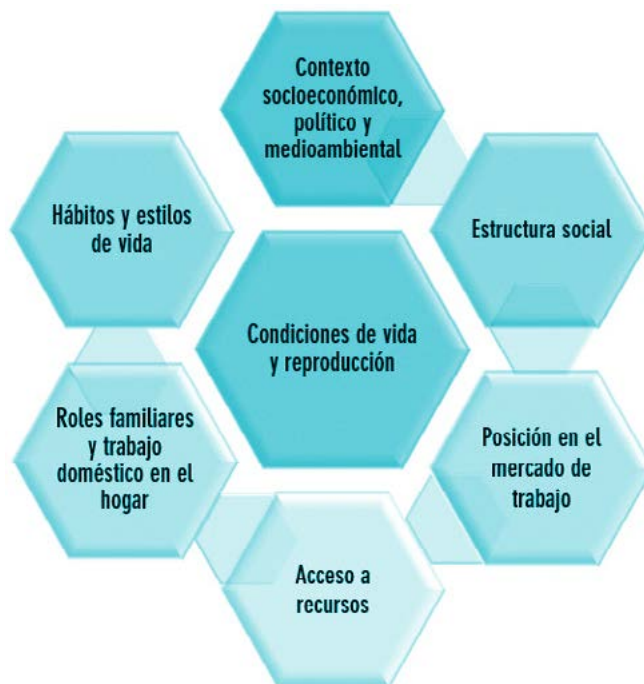 Contexto
socioeconómico,
político y
medioambiental
Estructura social
Posición en el
mercado de
trabajo
Acceso a
recursos
Roles familiares
y trabajo
doméstico en el
hogar
Hábitos y estilos
de vida
Condiciones de vida
y reproducción